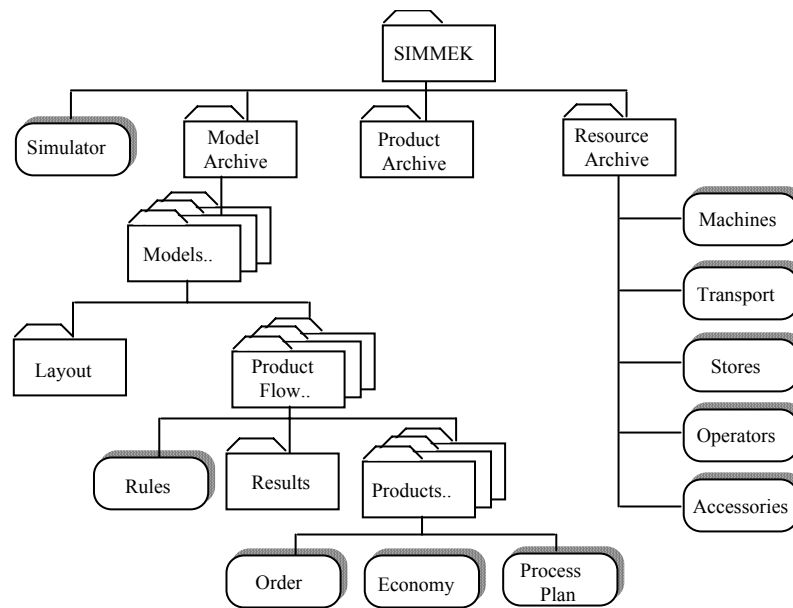 SIMMEK
Simulator
Model
Archive
Product
Archive
Resource
Archive
Machines
Models..
Transport
Layout
Product
Flow..
Stores
Operators
Rules
Results
Products..
Accessories
Order
Economy
Process
Plan